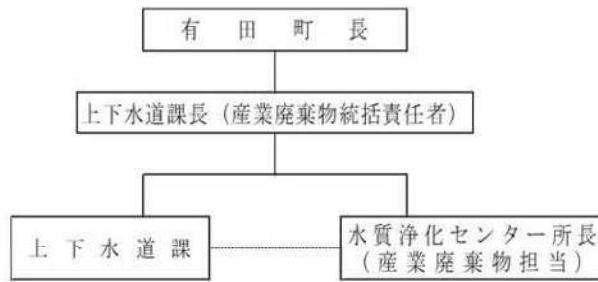 有田町長
上下水道課長（産業廃棄物統括責任者）
上下水道課
水質浄化センター所長
（産業廃棄物担当）